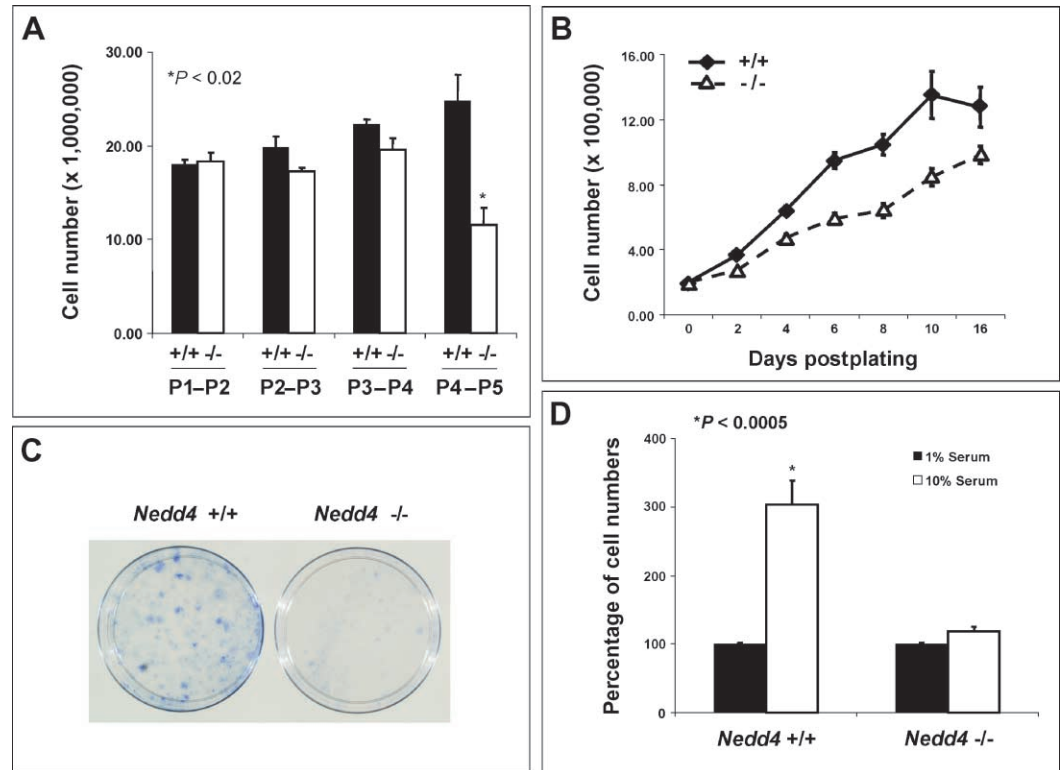 A
*P < 0.02
Cell number (x 1,000,000)
30.00
20.00
10.00
0.00
+/+ -/- +/+ -/- +/+ -/- +/+ -/-
P1–P2 P2–P3 P3–P4 P4–P5
B
+/+
-/-
Cell number (x 100,000)
16.00
12.00
8.00
4.00
0.00
0 2 4 6 8 10 16
Days postplating
*
C
Nedd4 +/+ Nedd4 -/-
D
*P < 0.0005
Percentage of cell numbers
1% Serum
10% Serum
400
300
200
100
0
*
Nedd4 +/+ Nedd4 -/-